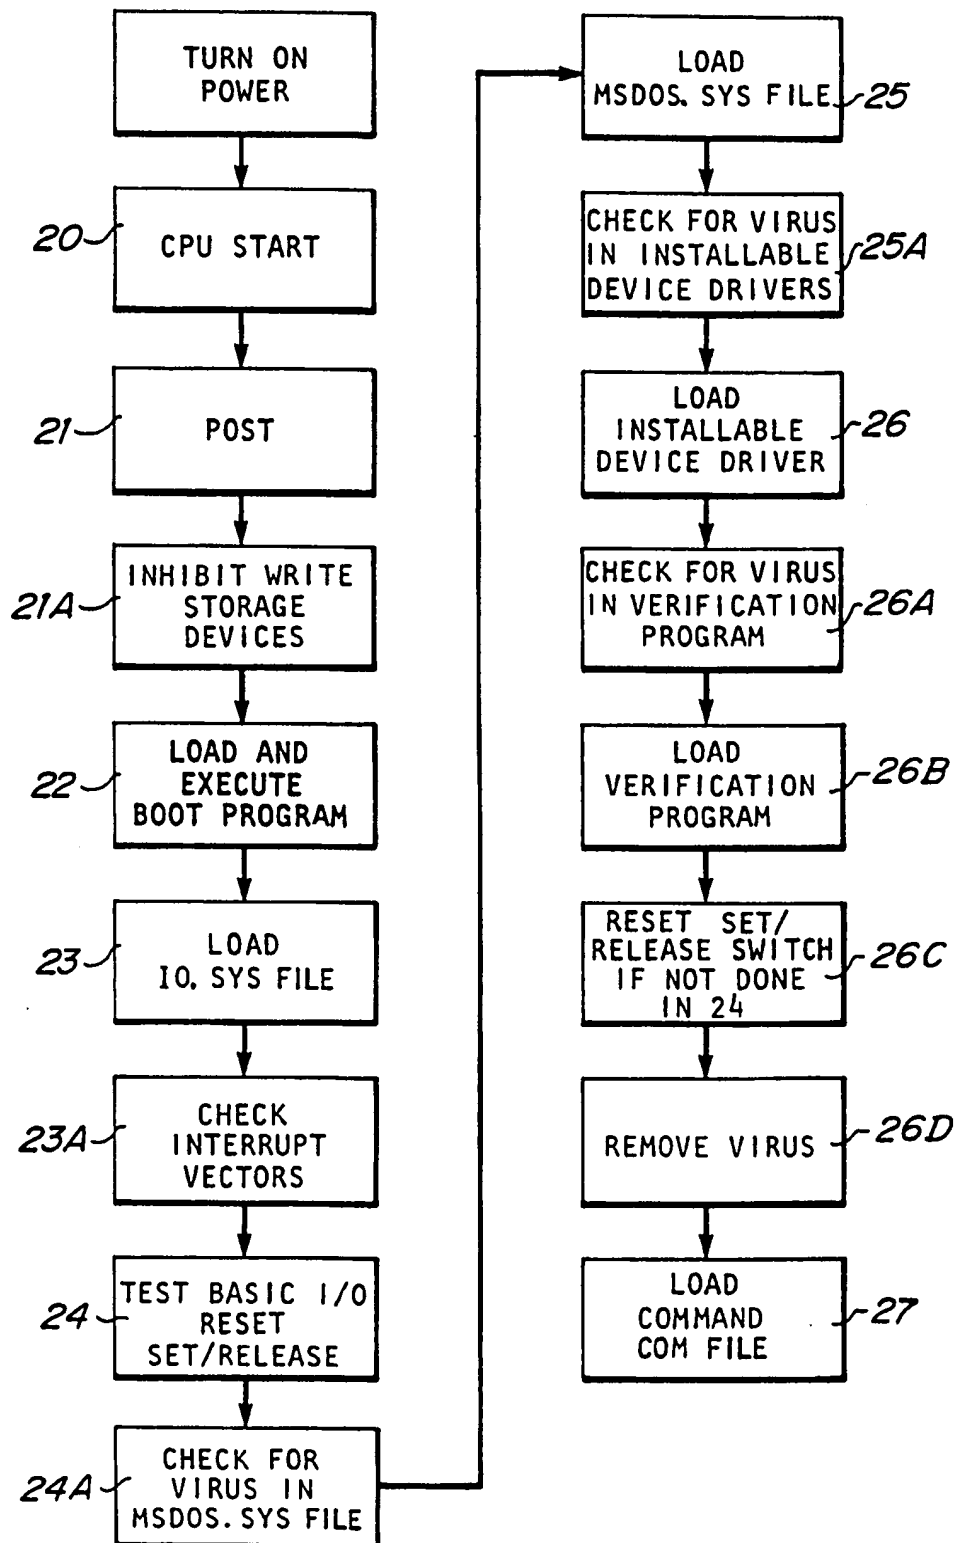 TURN ON
POWER
20
CPU START
21
POST
21A
INHIBIT WRITE
STORAGE
DEVICES
22
LOAD AND
EXECUTE
BOOT PROGRAM
23
LOAD
IO. SYS FILE
23A
CHECK
INTERRUPT
VECTORS
24
TEST BASIC I/O
RESET
SET/RELEASE
24A
CHECK FOR
VIRUS IN
MSDOS. SYS FILE
LOAD
MSDOS. SYS FILE
25
CHECK FOR VIRUS
IN INSTALLABLE
DEVICE DRIVERS
25A
LOAD
INSTALLABLE
DEVICE DRIVER
26
CHECK FOR VIRUS
IN VERIFICATION
PROGRAM
26A
LOAD
VERIFICATION
PROGRAM
26B
RESET SET/
RELEASE SWITCH
IF NOT DONE
IN 24
26C
REMOVE VIRUS
26D
LOAD
COMMAND
COM FILE
27